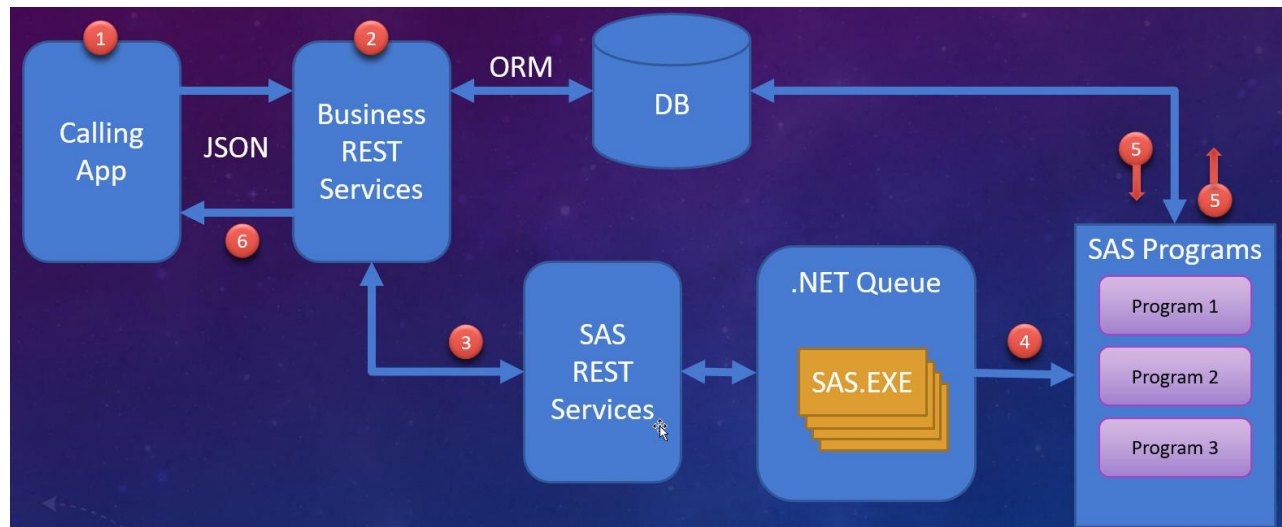 1
Calling
App
JSON
2
Business
REST
Services
6
ORM
DB
3
SAS
REST
Services
.NET Queue
SAS.EXE
4
5
5
SAS Programs
Program 1
Program 2
Program 3